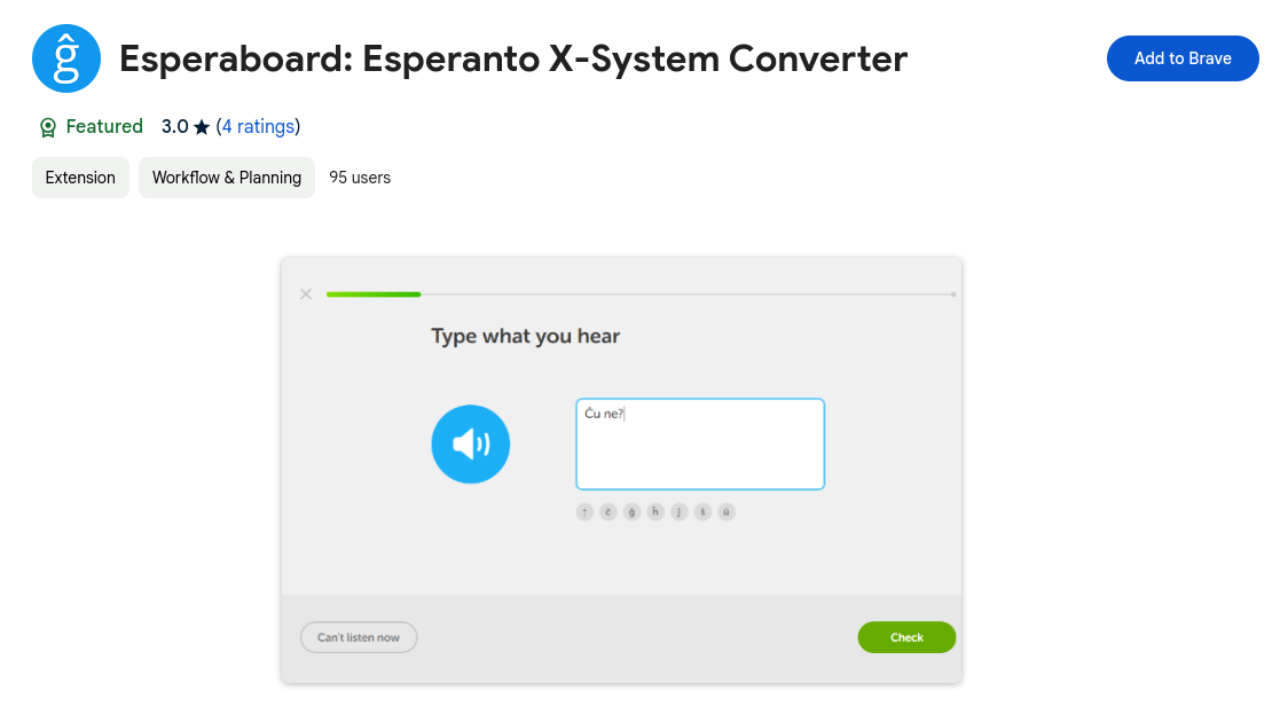 ĝ
Esperaboard: Esperanto X-System Converter
Add to Brave
Featured 3.0 ★ (4 ratings)
Extension Workflow & Planning 95 users
Type what you hear
Ĉu ne?
↑ ĉ ĝ ĥ ĵ ŝ ŭ
Can't listen now
Check